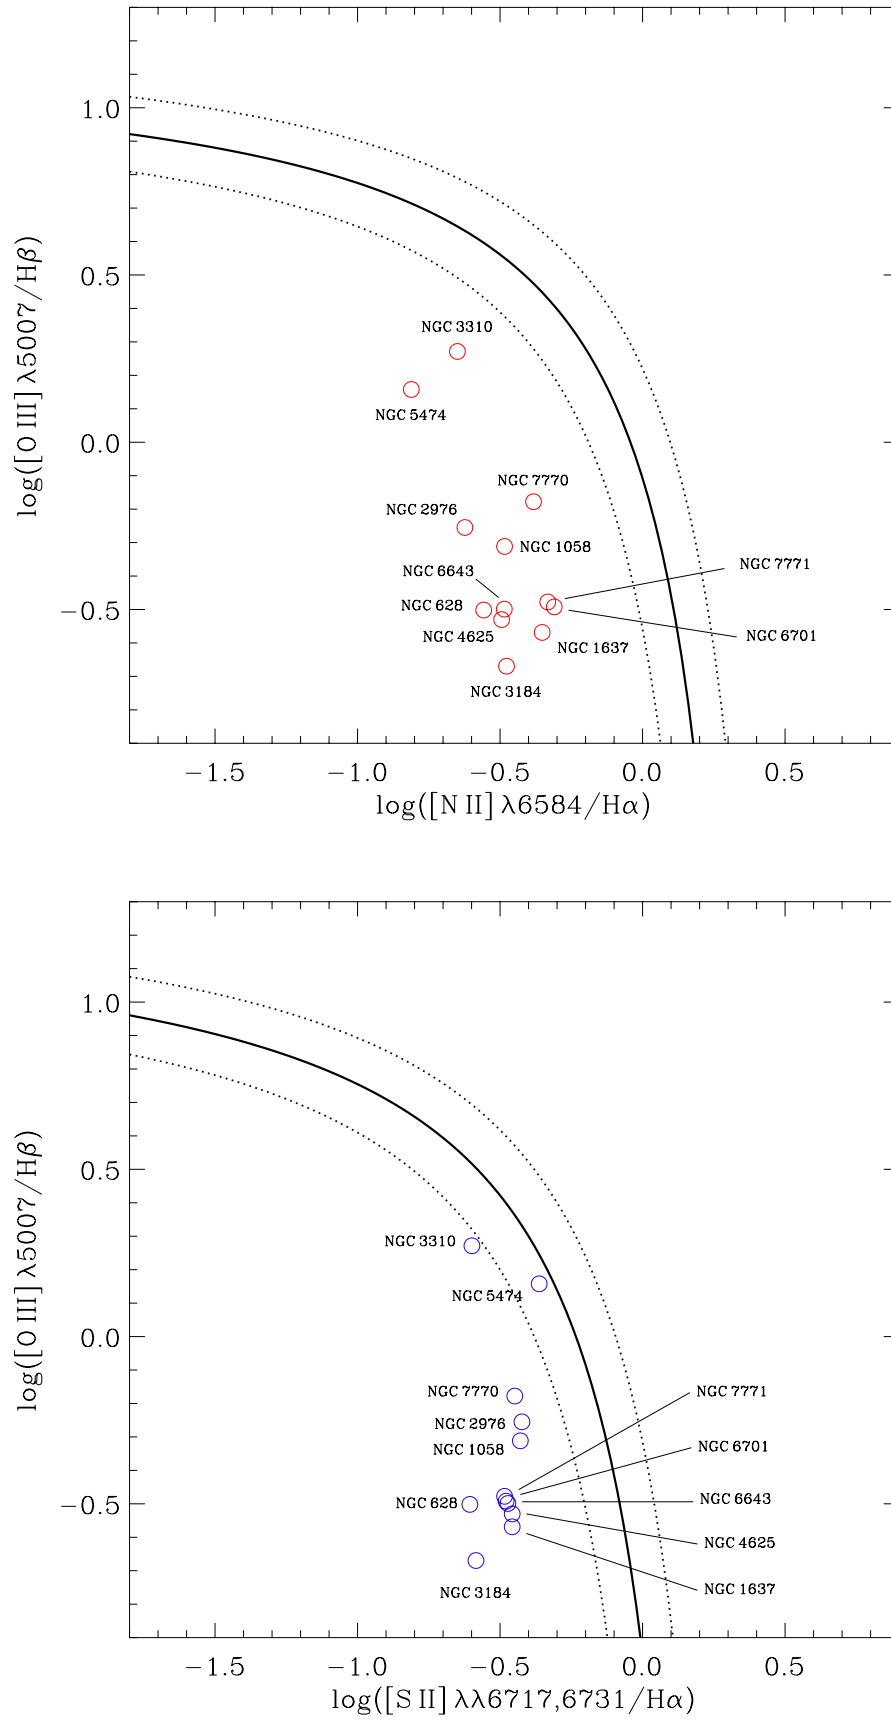 1.0
0.5
0.0
−0.5
log([O III] λ5007/Hβ)
NGC 3310
NGC 5474
NGC 7770
NGC 2976
NGC 1058
NGC 7771
NGC 6643
NGC 628
NGC 4625
NGC 6701
NGC 1637
NGC 3184
−1.5 −1.0 −0.5 0.0 0.5
log([N II] λ6584/Hα)
1.0
0.5
0.0
−0.5
log([O III] λ5007/Hβ)
NGC 3310
NGC 5474
NGC 7770
NGC 7771
NGC 2976
NGC 1058
NGC 6701
NGC 628
NGC 6643
NGC 4625
NGC 3184
NGC 1637
−1.5 −1.0 −0.5 0.0 0.5
log([S II] λλ6717,6731/Hα)